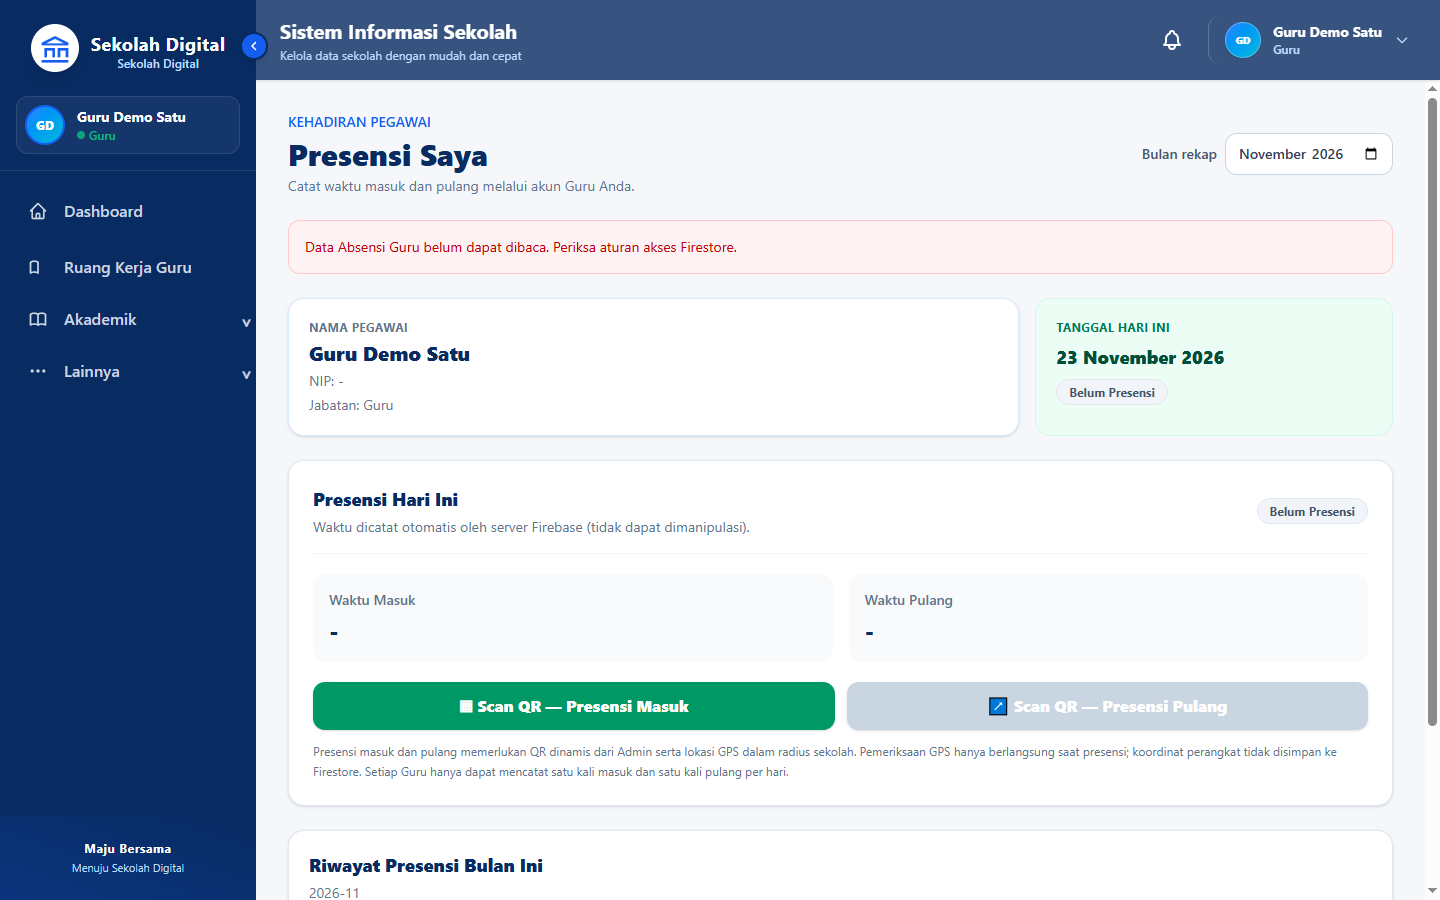 Sekolah Digital
Sekolah Digital
GD
Guru Demo Satu
Guru
Dashboard
Ruang Kerja Guru
Akademik
v
Lainnya
v
Maju Bersama
Menuju Sekolah Digital
Sistem Informasi Sekolah
Kelola data sekolah dengan mudah dan cepat
GD
Guru Demo Satu
Guru
KEHADIRAN PEGAWAI
Presensi Saya
Catat waktu masuk dan pulang melalui akun Guru Anda.
Bulan rekap
November 2026
Data Absensi Guru belum dapat dibaca. Periksa aturan akses Firestore.
NAMA PEGAWAI
Guru Demo Satu
NIP: -
Jabatan: Guru
TANGGAL HARI INI
23 November 2026
Belum Presensi
Presensi Hari Ini
Waktu dicatat otomatis oleh server Firebase (tidak dapat dimanipulasi).
Belum Presensi
Waktu Masuk
-
Waktu Pulang
-
Scan QR — Presensi Masuk
Scan QR — Presensi Pulang
Presensi masuk dan pulang memerlukan QR dinamis dari Admin serta lokasi GPS dalam radius sekolah. Pemeriksaan GPS hanya berlangsung saat presensi; koordinat perangkat tidak disimpan ke
Firestore. Setiap Guru hanya dapat mencatat satu kali masuk dan satu kali pulang per hari.
Riwayat Presensi Bulan Ini
2026-11